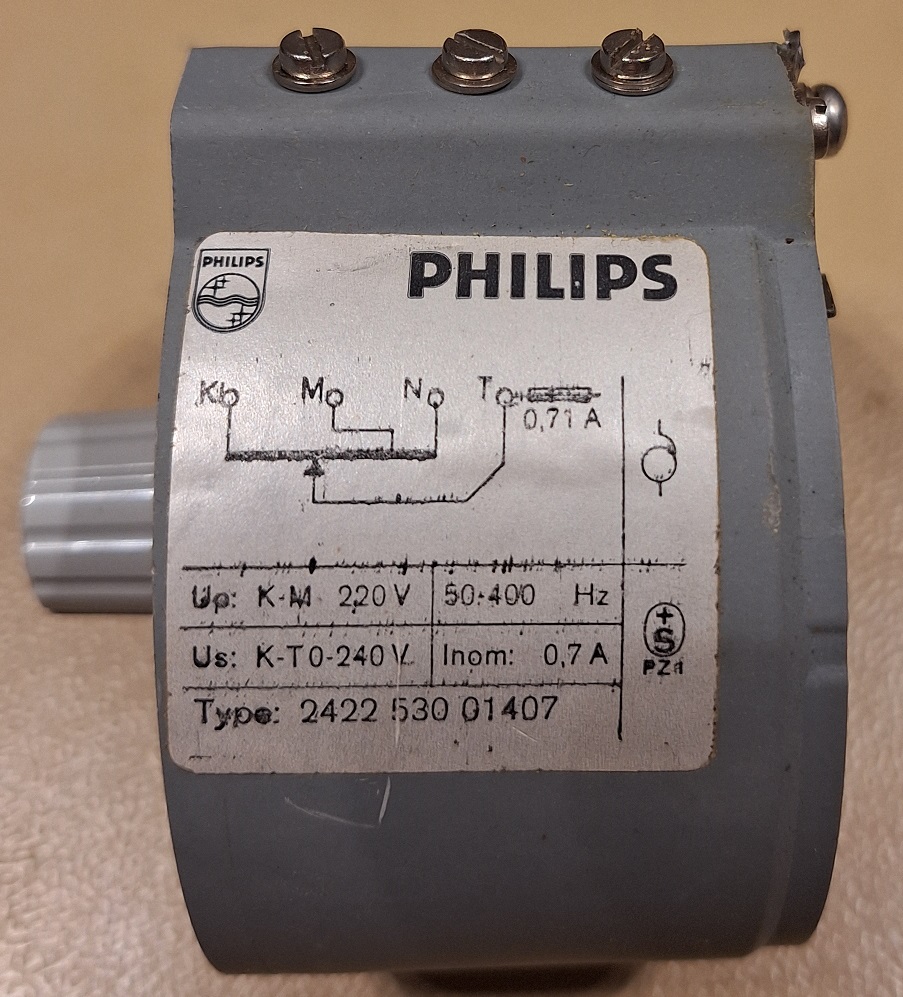 PHILIPS
PHILIPS
K M N T
0,71 A
Up: K-M 220 V 50-400 Hz
+
S
Us: K-T 0-240 V Inom: 0,7 A
Type: 2422 530 01407